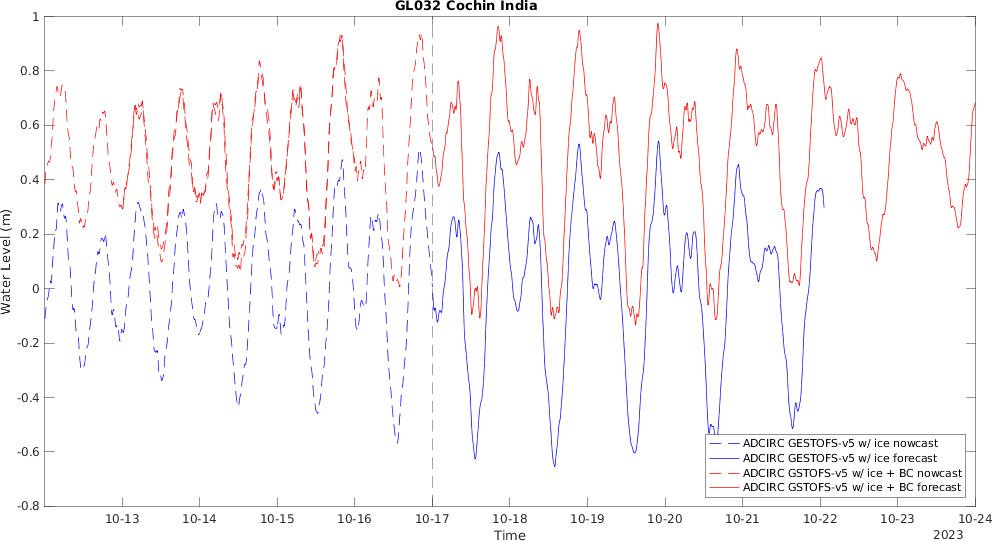 GL032 Cochin India
Water Level (m)
1
0.8
0.6
0.4
0.2
0
-0.2
-0.4
-0.6
-0.8
10-13 10-14 10-15 10-16 10-17 10-18 10-19 10-20 10-21 10-22 10-23 10-24
Time
2023
ADCIRC GESTOFS-v5 w/ ice nowcast
ADCIRC GESTOFS-v5 w/ ice forecast
ADCIRC GSTOFS-v5 w/ ice + BC nowcast
ADCIRC GSTOFS-v5 w/ ice + BC forecast